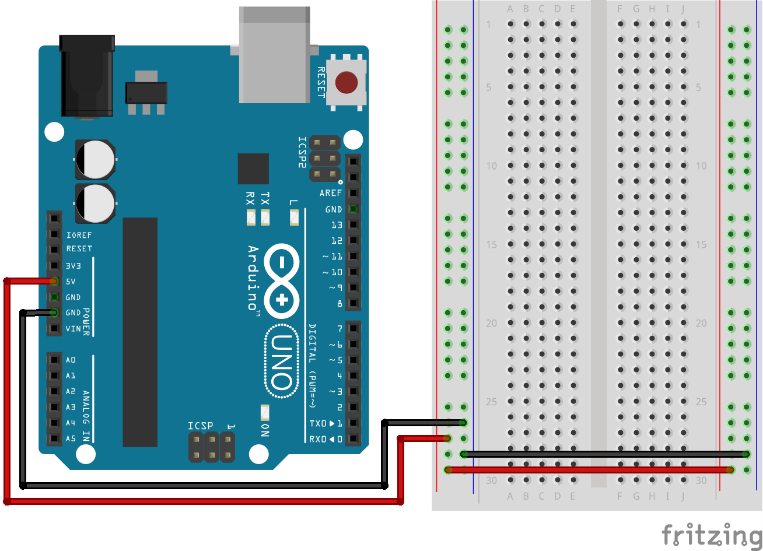 RESET
ICSP2
AREF
GND
13
12
~ 11
~ 10
~ 9
8
7
~ 6
~ 5
4
~ 3
2
TX0 ▶ 1
RX0 ◀ 0
RX
TX
L
Arduino™
UNO
DIGITAL (PWM=~)
IOREF
RESET
3V3
5V
GND
GND
VIN
POWER
A0
A1
A2
A3
A4
A5
ANALOG IN
ICSP
1
ON
A B C D E F G H I J
1 1
5 5
10 10
15 15
20 20
25 25
30 30
A B C D E F G H I J
fritzing